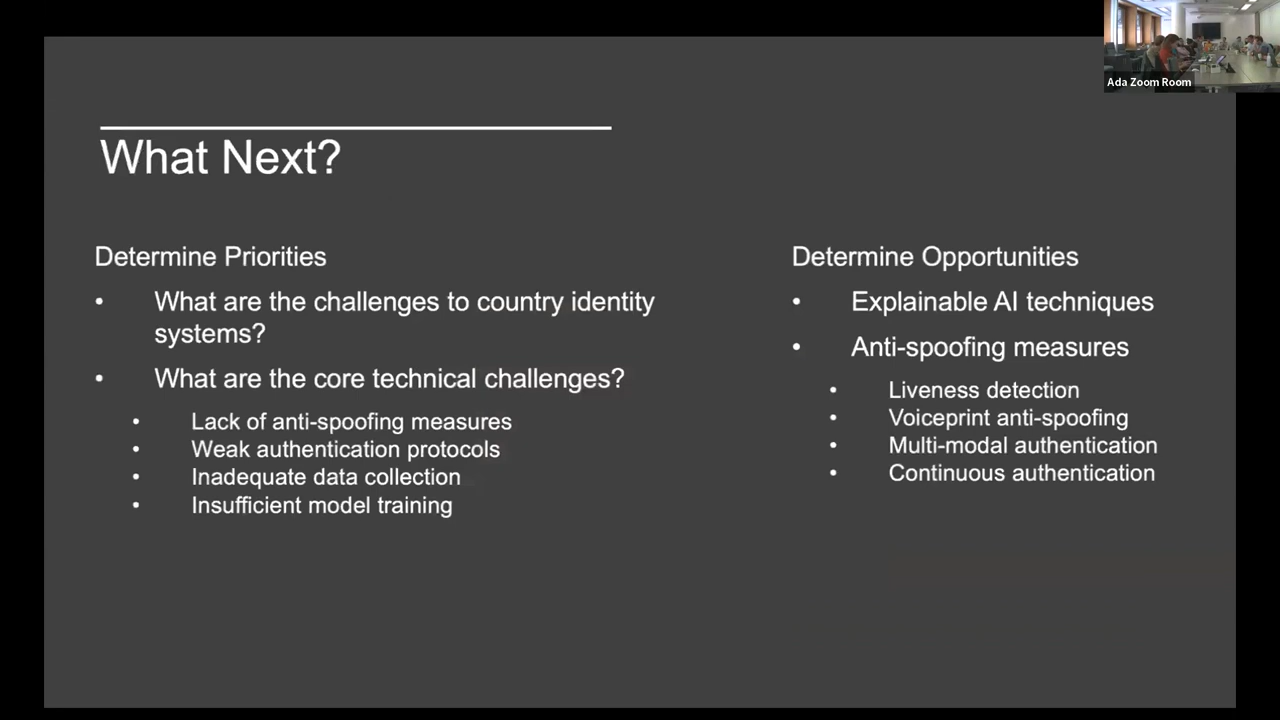 Ada Zoom Room
What Next?
Determine Priorities
• What are the challenges to country identity
systems?
• What are the core technical challenges?
• Lack of anti-spoofing measures
• Weak authentication protocols
• Inadequate data collection
• Insufficient model training
Determine Opportunities
• Explainable AI techniques
• Anti-spoofing measures
• Liveness detection
• Voiceprint anti-spoofing
• Multi-modal authentication
• Continuous authentication